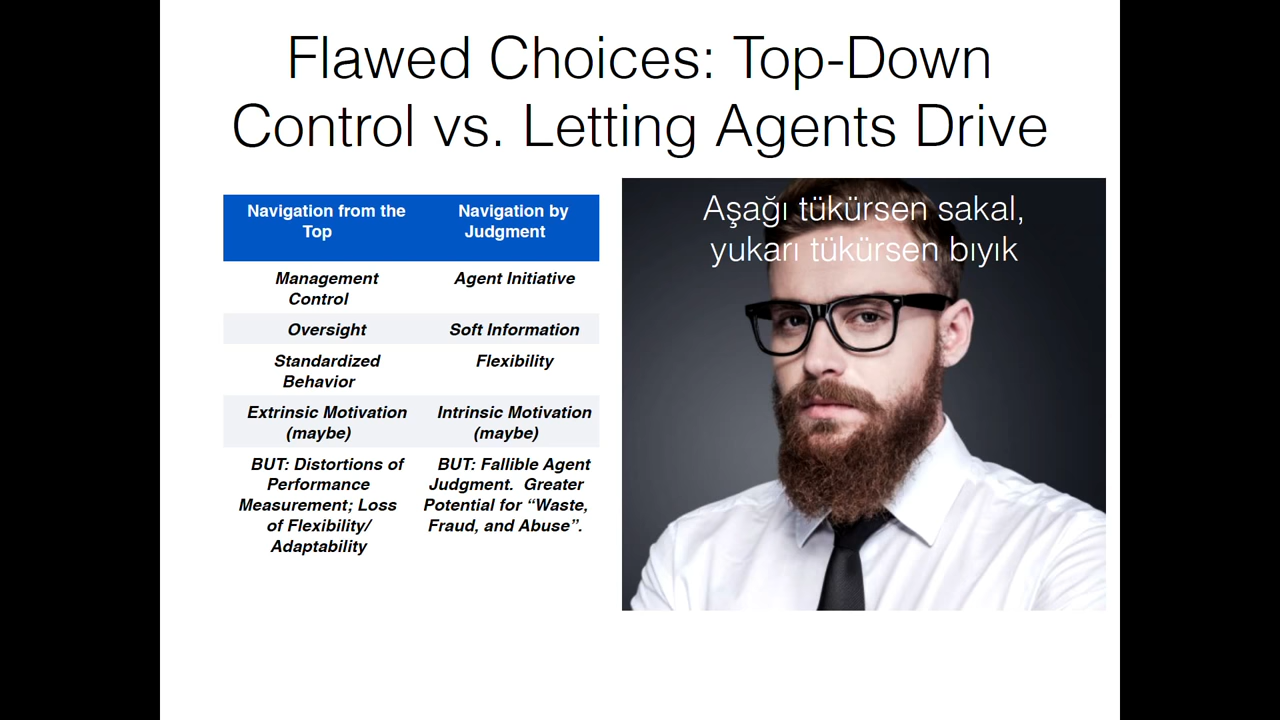 Flawed Choices: Top-Down
Control vs. Letting Agents Drive
Navigation from the
Top
Navigation by
Judgment
Management
Control
Agent Initiative
Oversight
Soft Information
Standardized
Behavior
Flexibility
Extrinsic Motivation
(maybe)
Intrinsic Motivation
(maybe)
BUT: Distortions of
Performance
Measurement; Loss
of Flexibility/
Adaptability
BUT: Fallible Agent
Judgment. Greater
Potential for “Waste,
Fraud, and Abuse”.
Aşağı tükürsen sakal,
yukarı tükürsen bıyık